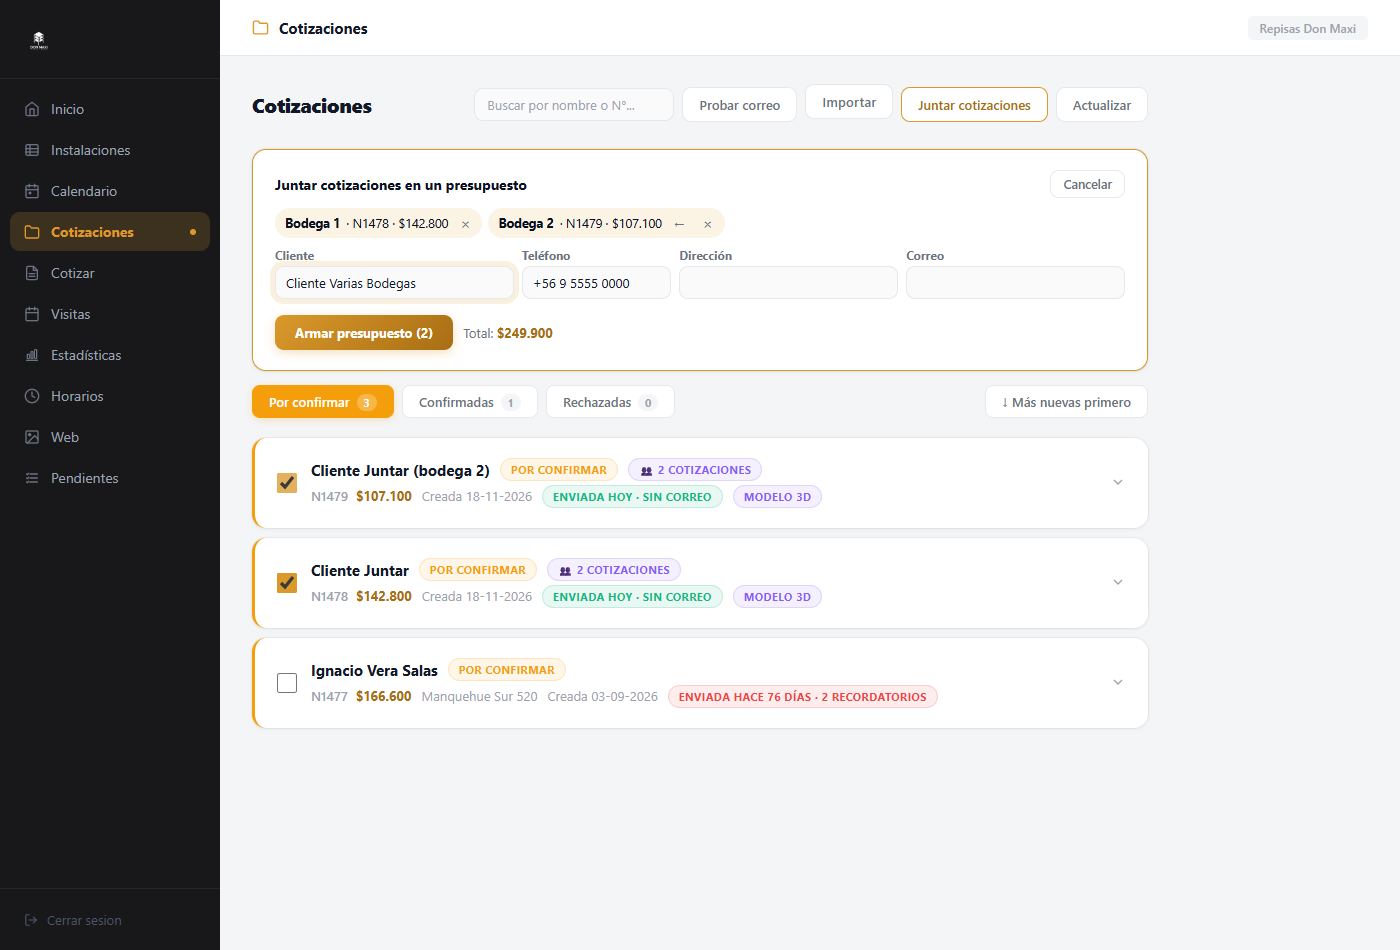 Cotizaciones
Repisas Don Maxi
DON MAXI
Inicio
Instalaciones
Calendario
Cotizaciones
Cotizar
Visitas
Estadísticas
Horarios
Web
Pendientes
Cerrar sesion
Cotizaciones
Buscar por nombre o N°...
Probar correo
Importar
Juntar cotizaciones
Actualizar
Juntar cotizaciones en un presupuesto
Cancelar
Bodega 1 · N1478 · $142.800 ×
Bodega 2 · N1479 · $107.100 ← ×
Cliente
Teléfono
Dirección
Correo
Cliente Varias Bodegas
+56 9 5555 0000
Armar presupuesto (2)
Total: $249.900
Por confirmar 3
Confirmadas 1
Rechazadas 0
↓ Más nuevas primero
Cliente Juntar (bodega 2) POR CONFIRMAR 👥 2 COTIZACIONES
N1479 $107.100 Creada 18-11-2026 ENVIADA HOY · SIN CORREO MODELO 3D
Cliente Juntar POR CONFIRMAR 👥 2 COTIZACIONES
N1478 $142.800 Creada 18-11-2026 ENVIADA HOY · SIN CORREO MODELO 3D
Ignacio Vera Salas POR CONFIRMAR
N1477 $166.600 Manquehue Sur 520 Creada 03-09-2026 ENVIADA HACE 76 DÍAS · 2 RECORDATORIOS